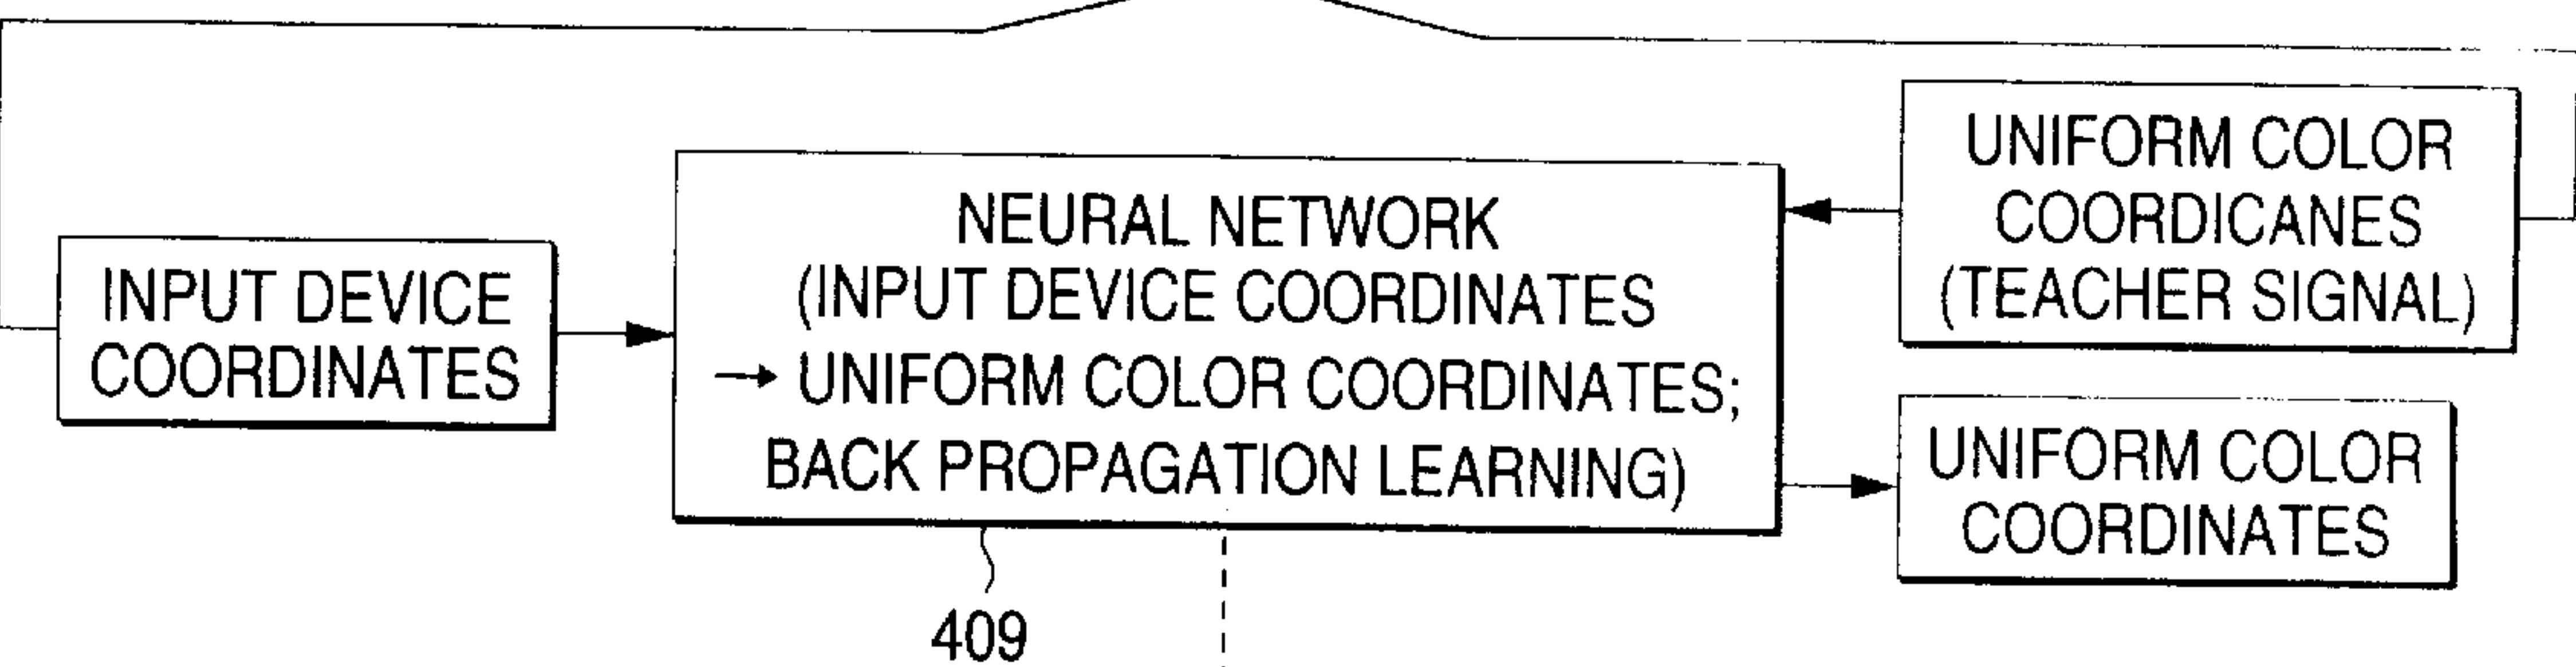 INPUT DEVICE
COORDINATES
NEURAL NETWORK
(INPUT DEVICE COORDINATES
→ UNIFORM COLOR COORDINATES;
BACK PROPAGATION LEARNING)
409
UNIFORM COLOR
COORDICANES
(TEACHER SIGNAL)
UNIFORM COLOR
COORDINATES